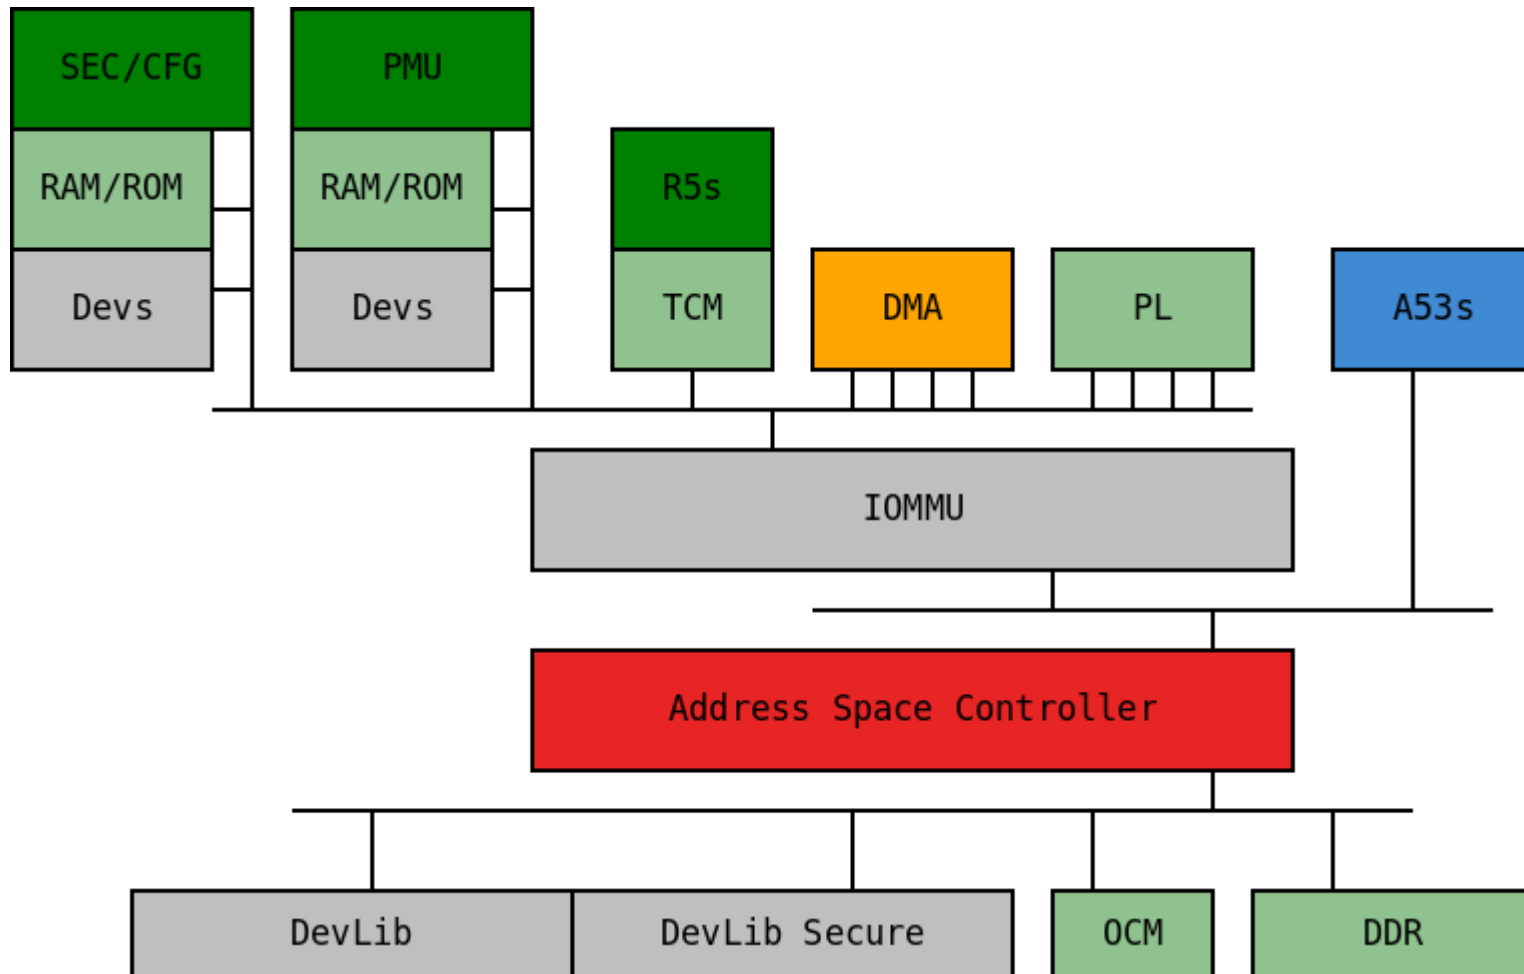 SEC/CFG
PMU
RAM/ROM
RAM/ROM
R5s
Devs
Devs
TCM
DMA
PL
A53s
IOMMU
Address Space Controller
DevLib
DevLib Secure
OCM
DDR